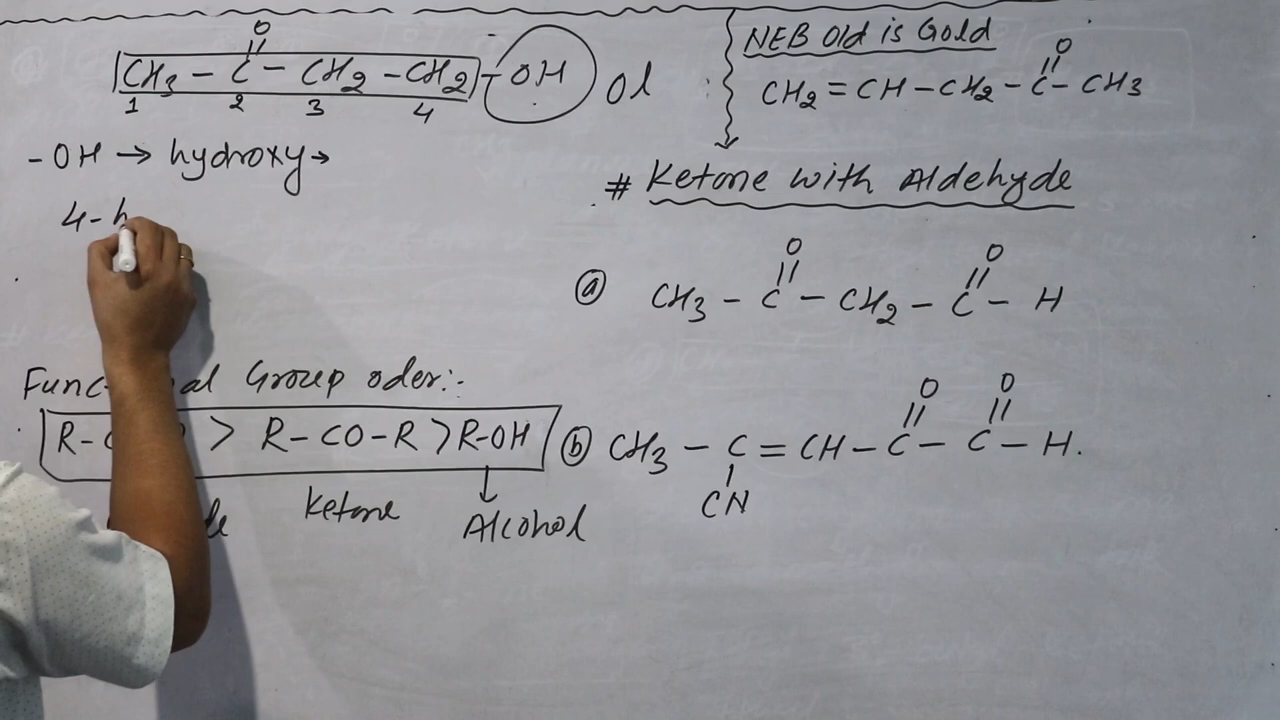 O
||
CH3 - C - CH2 - CH2 - OH Ol
1 2 3 4
-OH → hydroxy→
4-h
Func al Group oder:-
R-C > R-CO-R > R-OH
Ketone
Alcohol
NEB Old is Gold
O
||
CH2 = CH - CH2 - C - CH3
# Ketone with Aldehyde
O O
|| ||
ⓐ CH3 - C - CH2 - C - H
O O
|| ||
ⓑ CH3 - C = CH - C - C - H.
|
CN